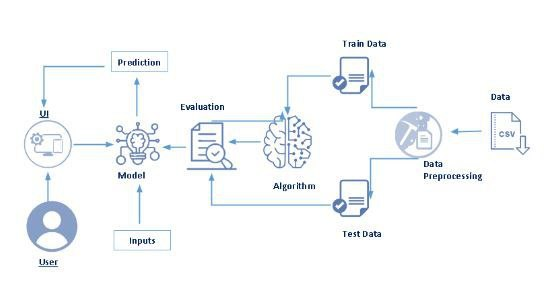 Train Data
Prediction
Evaluation
Data
UI
CSV
Model
Algorithm
Data
Preprocessing
Test Data
Inputs
User